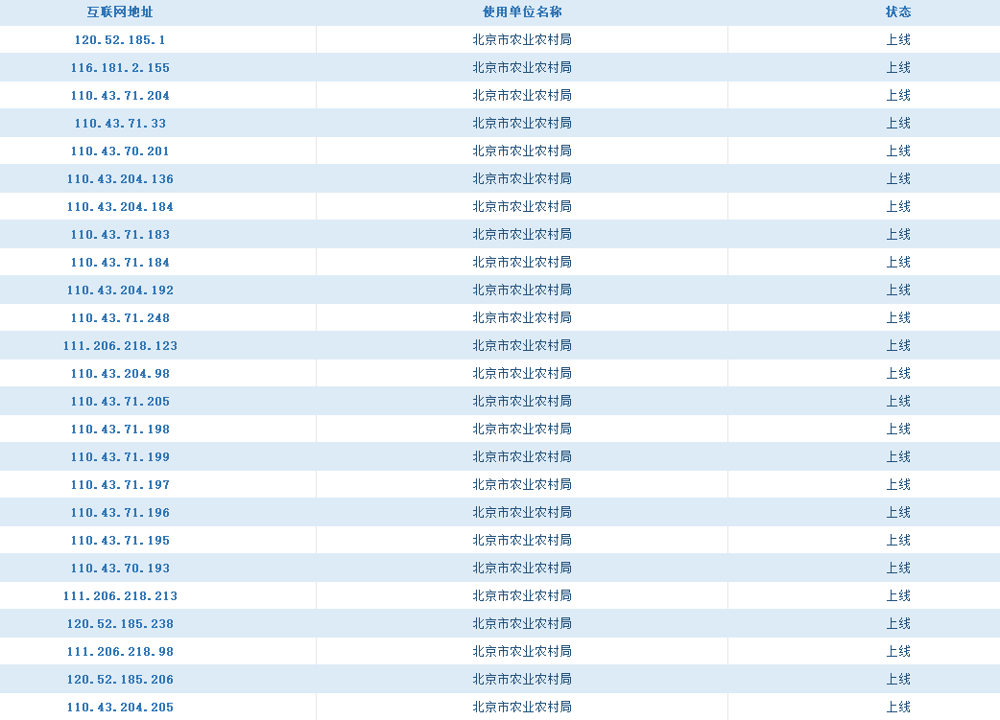 互联网地址 使用单位名称 状态
120.52.185.1 北京市农业农村局 上线
116.181.2.155 北京市农业农村局 上线
110.43.71.204 北京市农业农村局 上线
110.43.71.33 北京市农业农村局 上线
110.43.70.201 北京市农业农村局 上线
110.43.204.136 北京市农业农村局 上线
110.43.204.184 北京市农业农村局 上线
110.43.71.183 北京市农业农村局 上线
110.43.71.184 北京市农业农村局 上线
110.43.204.192 北京市农业农村局 上线
110.43.71.248 北京市农业农村局 上线
111.206.218.123 北京市农业农村局 上线
110.43.204.98 北京市农业农村局 上线
110.43.71.205 北京市农业农村局 上线
110.43.71.198 北京市农业农村局 上线
110.43.71.199 北京市农业农村局 上线
110.43.71.197 北京市农业农村局 上线
110.43.71.196 北京市农业农村局 上线
110.43.71.195 北京市农业农村局 上线
110.43.70.193 北京市农业农村局 上线
111.206.218.213 北京市农业农村局 上线
120.52.185.238 北京市农业农村局 上线
111.206.218.98 北京市农业农村局 上线
120.52.185.206 北京市农业农村局 上线
110.43.204.205 北京市农业农村局 上线